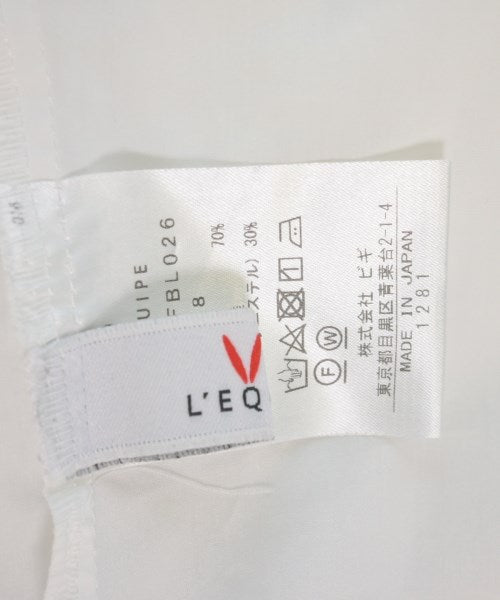 UIPE
FBL026
8
70%
ステル) 30%
F W
株式会社 ビギ
東京都目黒区青葉台2-1-4
MADE IN JAPAN
1281
L'EQ